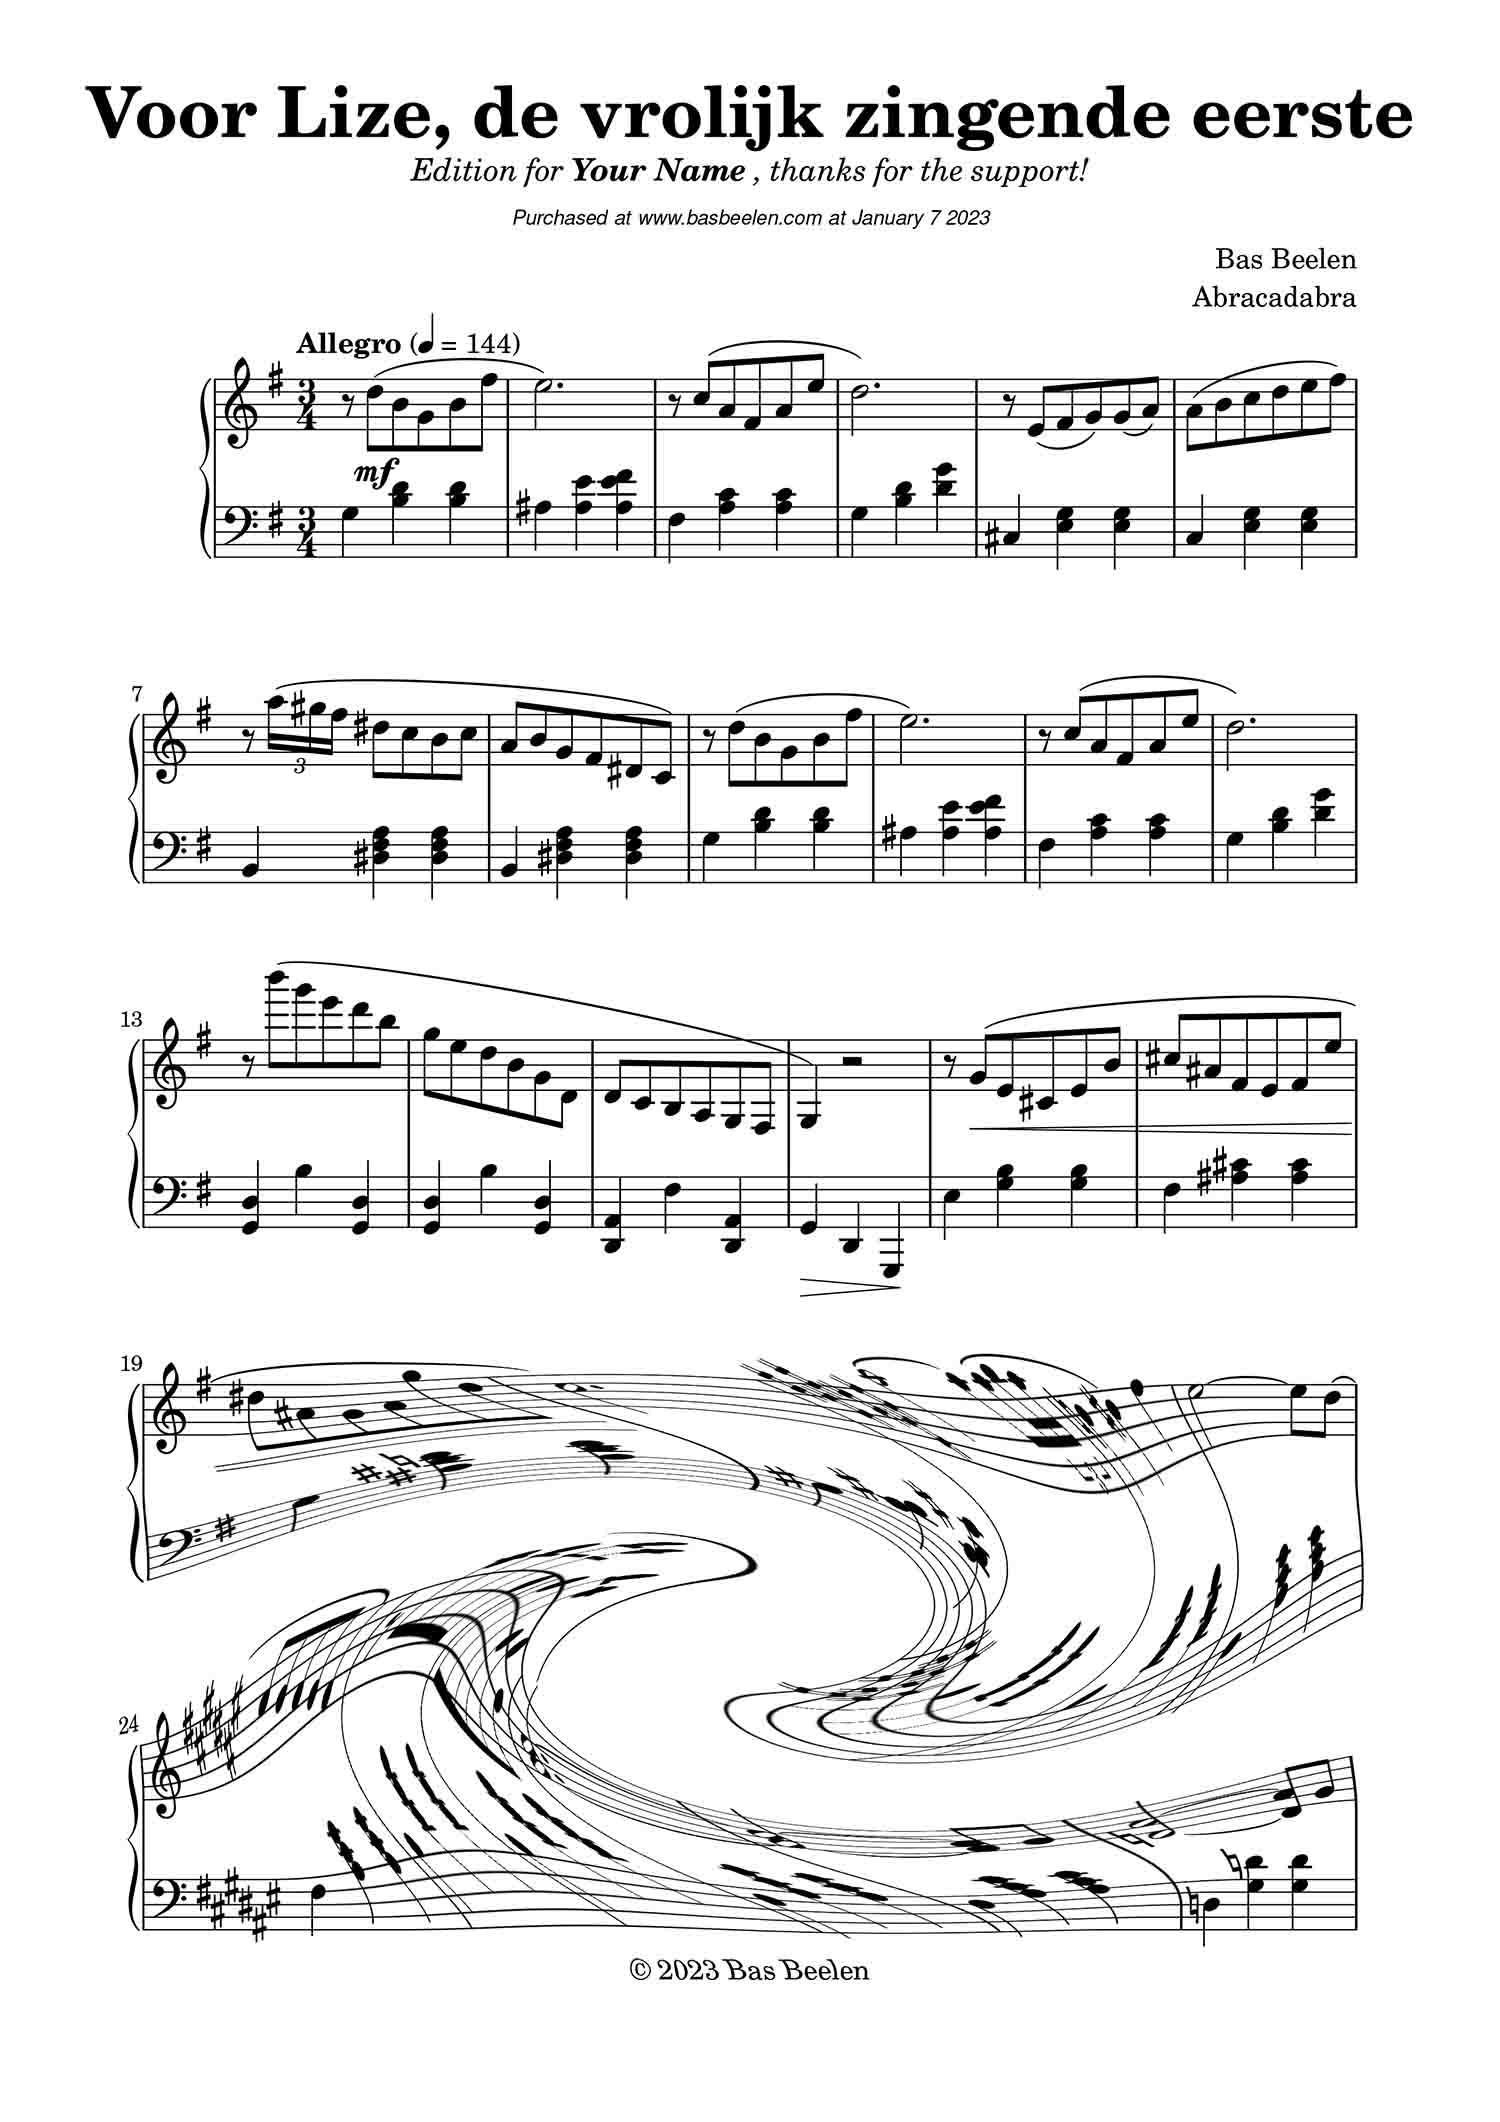 Voor Lize, de vrolijk zingende eerste
Edition for Your Name , thanks for the support!
Purchased at www.basbeelen.com at January 7 2023
Bas Beelen
Abracadabra
Allegro (♩ = 144)
3
4
mf
3
4
7
3
13
19
24
© 2023 Bas Beelen